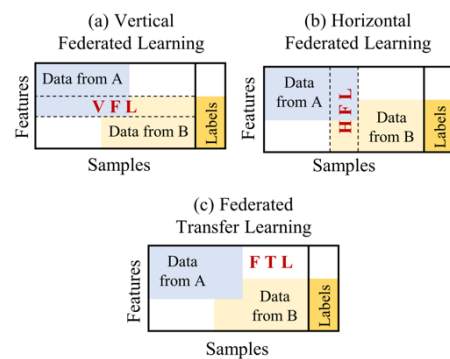 (a) Vertical
Federated Learning
Features
Data from A
V F L
Data from B
Labels
Samples
(b) Horizontal
Federated Learning
Features
Data
from A
H F L
Data
from B
Labels
Samples
(c) Federated
Transfer Learning
Features
Data
from A
F T L
Data
from B
Labels
Samples